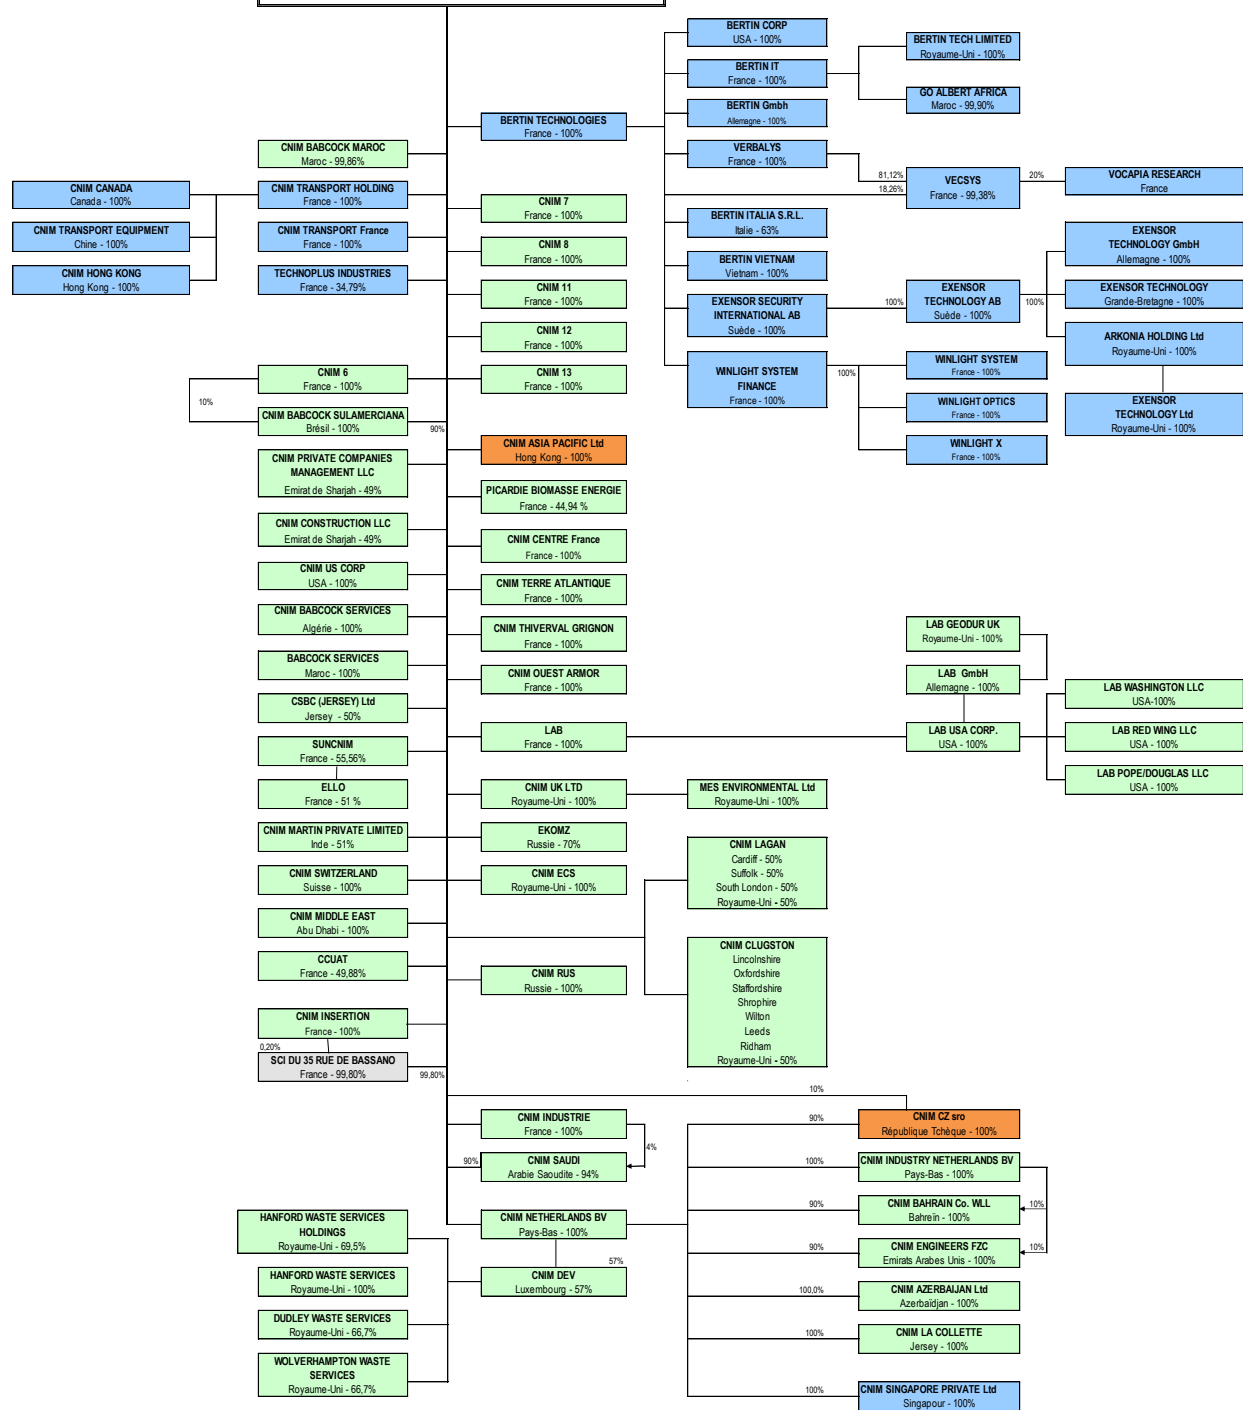 BERTIN CORP
USA - 100%
BERTIN IT
France - 100%
BERTIN TECH LIMITED
Royaume-Uni - 100%
GO ALBERT AFRICA
Maroc - 99,90%
BERTIN Gmbh
Allemagne - 100%
BERTIN TECHNOLOGIES
France - 100%
VERBALYS
France - 100%
CNIM BABCOCK MAROC
Maroc - 99,86%
81,12%
18,26%
VECSYS
France - 99,38%
20%
VOCAPIA RESEARCH
France
CNIM CANADA
Canada - 100%
CNIM TRANSPORT HOLDING
France - 100%
CNIM 7
France - 100%
BERTIN ITALIA S.R.L.
Italie - 63%
CNIM TRANSPORT EQUIPMENT
Chine - 100%
CNIM TRANSPORT France
France - 100%
CNIM 8
France - 100%
BERTIN VIETNAM
Vietnam - 100%
EXENSOR
TECHNOLOGY GmbH
Allemagne - 100%
CNIM HONG KONG
Hong Kong - 100%
TECHNOPLUS INDUSTRIES
France - 34,79%
CNIM 11
France - 100%
EXENSOR SECURITY
INTERNATIONAL AB
Suède - 100%
100%
EXENSOR
TECHNOLOGY AB
Suède - 100%
100%
EXENSOR TECHNOLOGY
Grande-Bretagne - 100%
CNIM 12
France - 100%
ARKONIA HOLDING Ltd
Royaume-Uni - 100%
CNIM 6
France - 100%
CNIM 13
France - 100%
WINLIGHT SYSTEM
FINANCE
France - 100%
100%
WINLIGHT SYSTEM
France - 100%
10%
CNIM BABCOCK SULAMERCIANA
Brésil - 100%
90%
WINLIGHT OPTICS
France - 100%
EXENSOR
TECHNOLOGY Ltd
Royaume-Uni - 100%
CNIM ASIA PACIFIC Ltd
Hong Kong - 100%
WINLIGHT X
France - 100%
CNIM PRIVATE COMPANIES
MANAGEMENT LLC
Emirat de Sharjah - 49%
PICARDIE BIOMASSE ENERGIE
France - 44,94 %
CNIM CONSTRUCTION LLC
Emirat de Sharjah - 49%
CNIM CENTRE France
France - 100%
CNIM US CORP
USA - 100%
CNIM TERRE ATLANTIQUE
France - 100%
CNIM BABCOCK SERVICES
Algérie - 100%
CNIM THIVERVAL GRIGNON
France - 100%
LAB GEODUR UK
Royaume-Uni - 100%
BABCOCK SERVICES
Maroc - 100%
CNIM OUEST ARMOR
France - 100%
LAB  GmbH
Allemagne - 100%
LAB WASHINGTON LLC
USA-100%
CSBC (JERSEY) Ltd
Jersey  - 50%
LAB
France - 100%
LAB USA CORP.
USA - 100%
LAB RED WING LLC
USA - 100%
SUNCNIM
France - 55,56%
LAB POPE/DOUGLAS LLC
USA - 100%
ELLO
France - 51 %
CNIM UK LTD
Royaume-Uni - 100%
MES ENVIRONMENTAL Ltd
Royaume-Uni - 100%
CNIM MARTIN PRIVATE LIMITED
Inde - 51%
EKOMZ
Russie - 70%
CNIM LAGAN
Cardiff - 50%
Suffolk - 50%
South London - 50%
Royaume-Uni - 50%
CNIM SWITZERLAND
Suisse - 100%
CNIM ECS
Royaume-Uni - 100%
CNIM MIDDLE EAST
Abu Dhabi - 100%
CCUAT
France - 49,88%
CNIM RUS
Russie - 100%
CNIM CLUGSTON
Lincolnshire
Oxfordshire
Staffordshire
Shrophire
Wilton
Leeds
Ridham
Royaume-Uni - 50%
CNIM INSERTION
France - 100%
0,20%
SCI DU 35 RUE DE BASSANO
France - 99,80%
99,80%
10%
CNIM INDUSTRIE
France - 100%
90%
CNIM CZ sro
République Tchèque - 100%
4%
90%
CNIM SAUDI
Arabie Saoudite - 94%
100%
CNIM INDUSTRY NETHERLANDS BV
Pays-Bas - 100%
HANFORD WASTE SERVICES
HOLDINGS
Royaume-Uni - 69,5%
CNIM NETHERLANDS BV
Pays-Bas - 100%
90%
CNIM BAHRAIN Co. WLL
Bahreïn - 100%
10%
57%
90%
CNIM ENGINEERS FZC
Emirats Arabes Unis - 100%
10%
HANFORD WASTE SERVICES
Royaume-Uni - 100%
CNIM DEV
Luxembourg - 57%
100,0%
CNIM AZERBAIJAN Ltd
Azerbaïdjan - 100%
DUDLEY WASTE SERVICES
Royaume-Uni - 66,7%
100%
CNIM LA COLLETTE
Jersey - 100%
WOLVERHAMPTON WASTE
SERVICES
Royaume-Uni - 66,7%
100%
CNIM SINGAPORE PRIVATE Ltd
Singapour - 100%